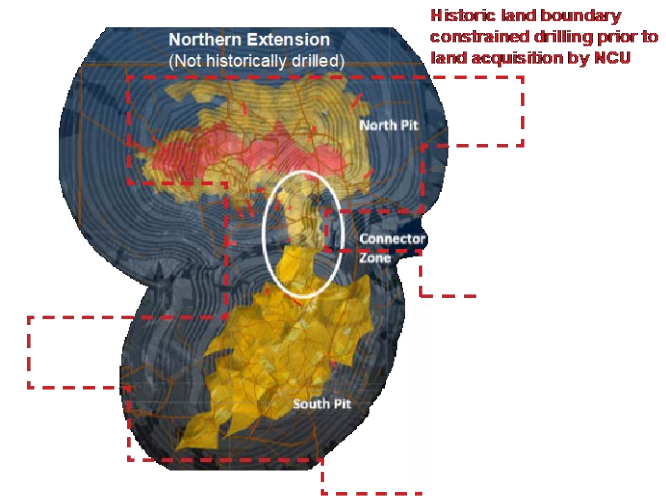 Historic land boundary
constrained drilling prior to
land acquisition by NCU
Northern Extension
(Not historically drilled)
North Pit
Connector
Zone
South Pit